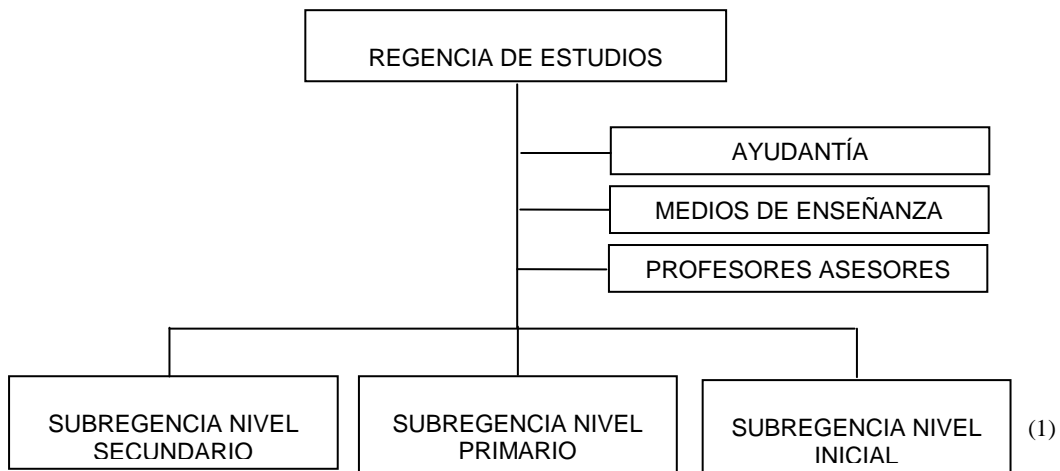 REGENCIA DE ESTUDIOS
AYUDANTÍA
MEDIOS DE ENSEÑANZA
PROFESORES ASESORES
SUBREGENCIA NIVEL
SECUNDARIO
SUBREGENCIA NIVEL
PRIMARIO
SUBREGENCIA NIVEL
INICIAL
(1)